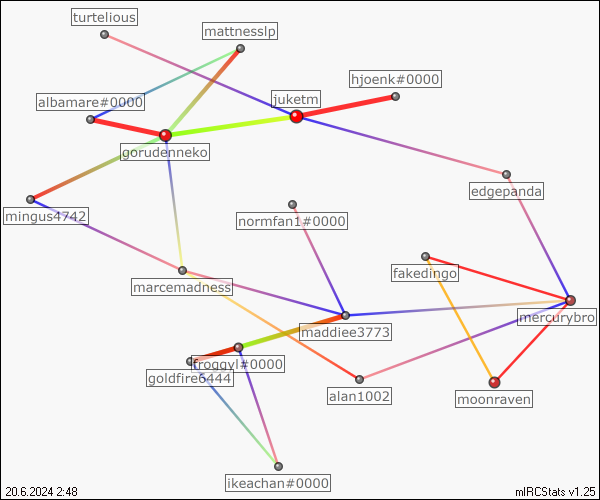 turtelious
mattnesslp
hjoenk#0000
juketm
albamare#0000
gorudenneko
edgepanda
mingus4742
normfan1#0000
fakedingo
marcemadness
mercurybro
maddiee3773
froggyl#0000
goldfire6444
alan1002
moonraven
ikeachan#0000
20.6.2024 2:48
mIRCStats v1.25